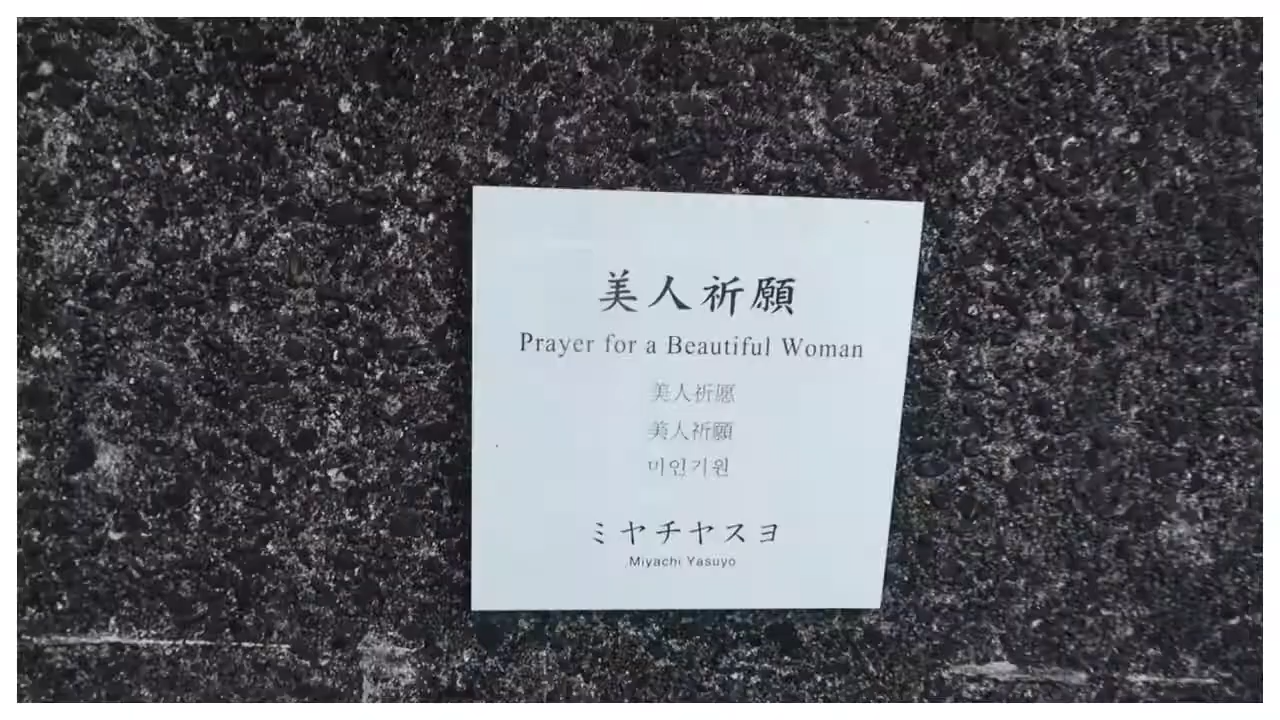 美人祈願
Prayer for a Beautiful Woman
美人祈愿
美人祈願
미인기원
ミヤチヤスヨ
Miyachi Yasuyo